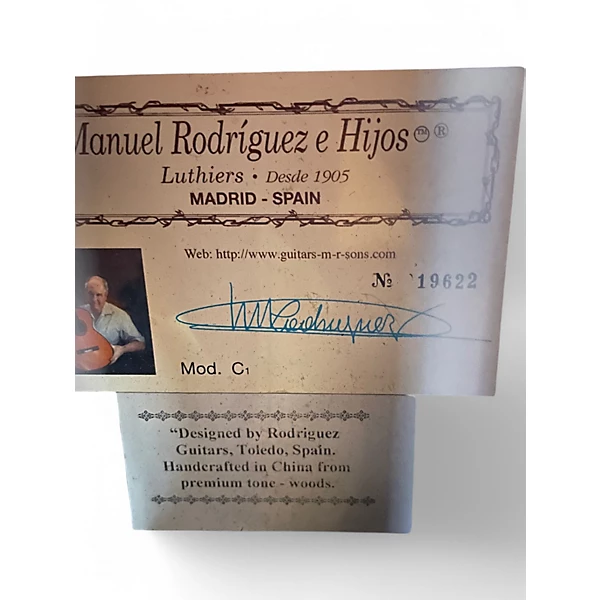 Manuel Rodríguez e Hijos™®
Luthiers • Desde 1905
MADRID - SPAIN
Web: http://www.guitars-m-r-sons.com
№ 19622
Mod. C1
“Designed by Rodriguez
Guitars, Toledo, Spain.
Handcrafted in China from
premium tone - woods.